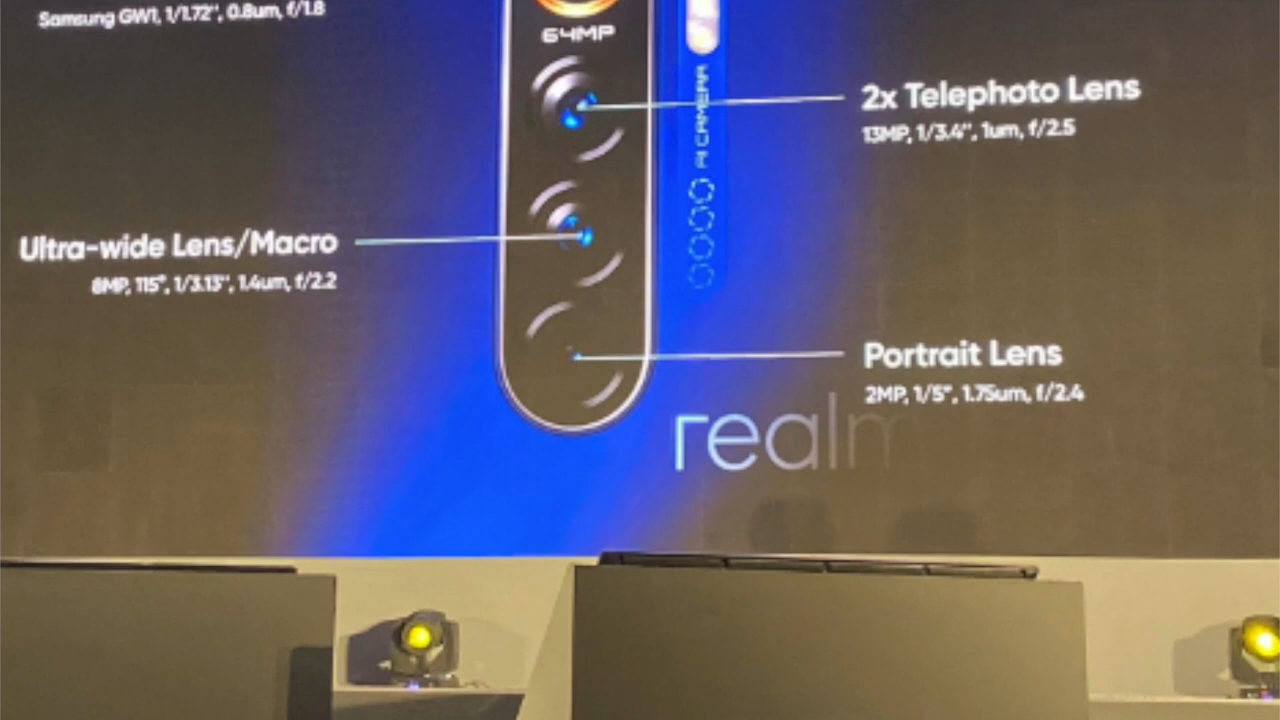 Samsung GW1, 1/1.72", 0.8um, f/1.8
64MP
AI CAMERA
2x Telephoto Lens
13MP, 1/3.4", 1um, f/2.5
Ultra-wide Lens/Macro
8MP, 115°, 1/3.13", 1.4um, f/2.2
Portrait Lens
2MP, 1/5", 1.75um, f/2.4
realm